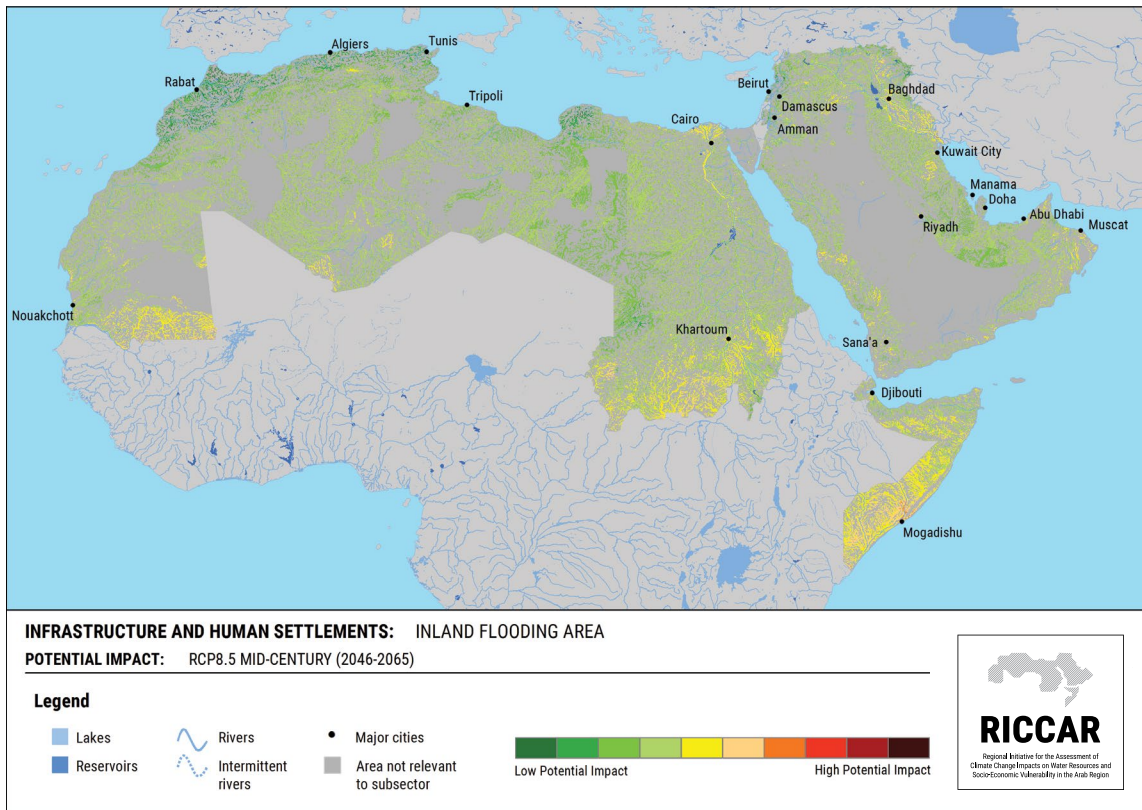 Algiers
Tunis
Rabat
Tripoli
Beirut
Damascus
Amman
Baghdad
Cairo
Kuwait City
Manama
Doha
Abu Dhabi
Muscat
Riyadh
Nouakchott
Khartoum
Sana'a
Djibouti
Mogadishu
INFRASTRUCTURE AND HUMAN SETTLEMENTS: INLAND FLOODING AREA
POTENTIAL IMPACT: RCP8.5 MID-CENTURY (2046-2065)
Legend
Lakes
Reservoirs
Rivers
Intermittent
rivers
Major cities
Area not relevant
to subsector
Low Potential Impact
High Potential Impact
RICCAR
Regional Initiative for the Assessment of
Climate Change Impacts on Water Resources and
Socio-Economic Vulnerability in the Arab Region